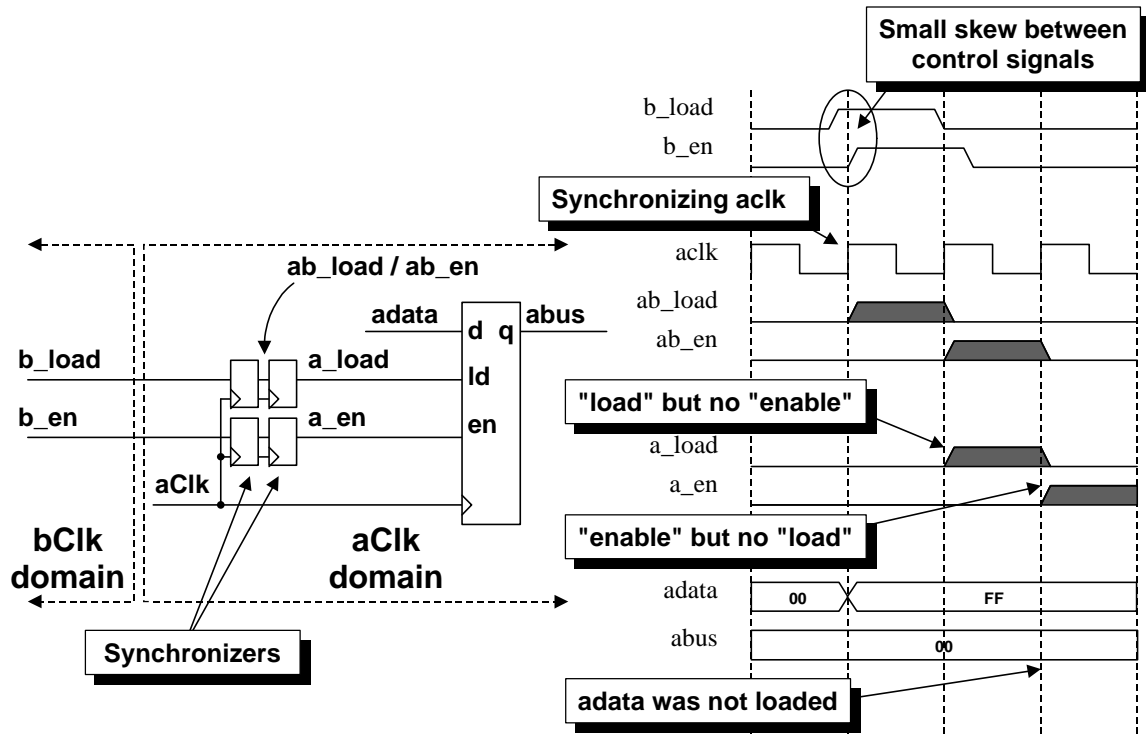 Small skew between
control signals
b_load
b_en
Synchronizing aclk
aclk
ab_load / ab_en
ab_load
adata
d q
abus
ab_en
b_load
a_load
ld
"load" but no "enable"
b_en
a_en
en
a_load
aClk
a_en
"enable" but no "load"
bClk
domain
aClk
domain
adata
00
FF
abus
00
Synchronizers
adata was not loaded